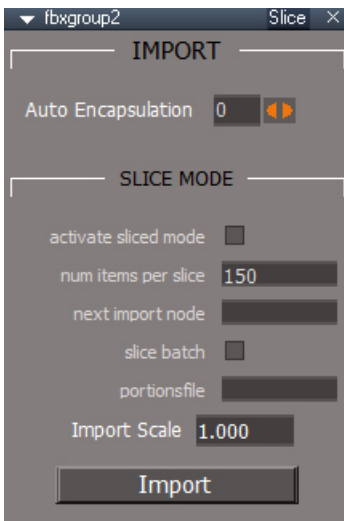 fbxgroup2 Slice ×
IMPORT
Auto Encapsulation 0
SLICE MODE
activate sliced mode
num items per slice 150
next import node
slice batch
portionsfile
Import Scale 1.000
Import